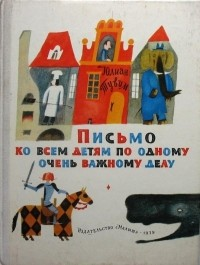 Юлиан
Тувим
Письмо
ко всем детям по одному
очень важному делу
Издательство «Малыш»